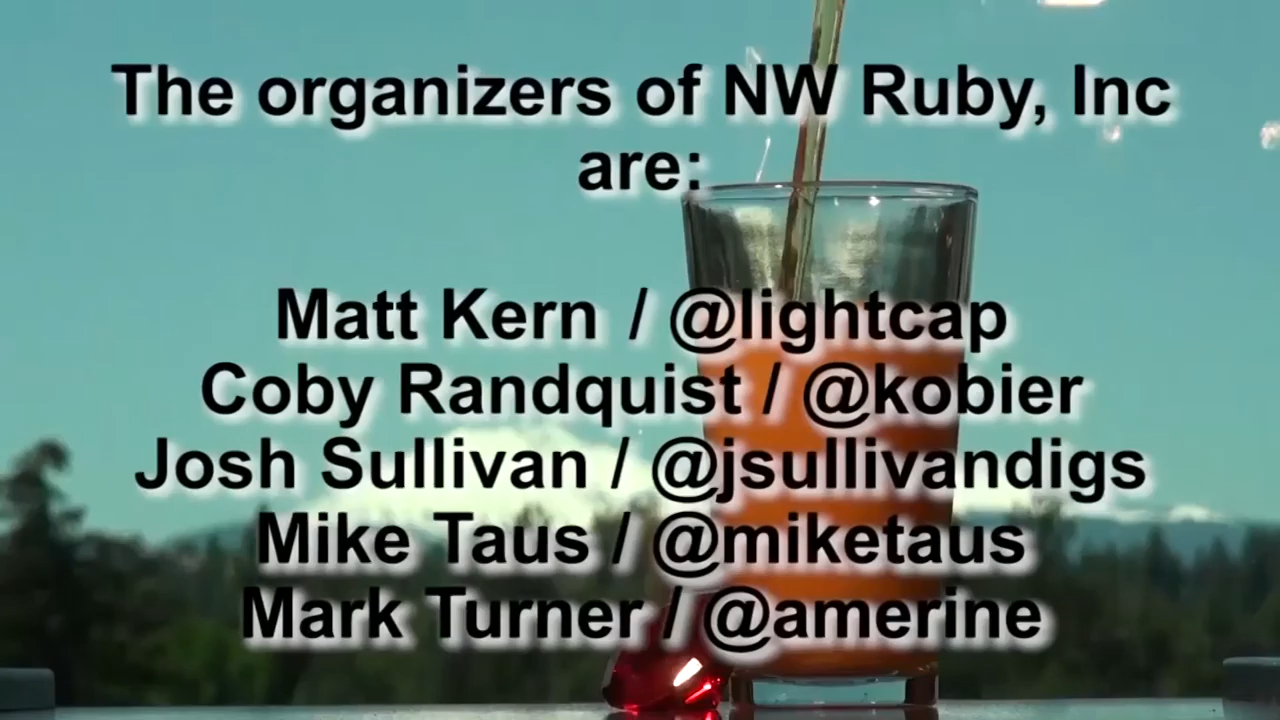 The organizers of NW Ruby, Inc
are:
Matt Kern / @lightcap
Coby Randquist / @kobier
Josh Sullivan / @jsullivandigs
Mike Taus / @miketaus
Mark Turner / @amerine